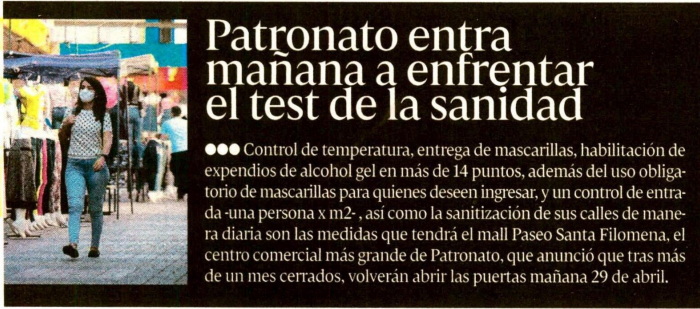 Patronato entra
mañana a enfrentar
el test de la sanidad
●●● Control de temperatura, entrega de mascarillas, habilitación de
expendios de alcohol gel en más de 14 puntos, además del uso obliga-
torio de mascarillas para quienes deseen ingresar, y un control de entra-
da -una persona x m2- , así como la sanitización de sus calles de mane-
ra diaria son las medidas que tendrá el mall Paseo Santa Filomena, el
centro comercial más grande de Patronato, que anunció que tras más
de un mes cerrados, volverán abrir las puertas mañana 29 de abril.